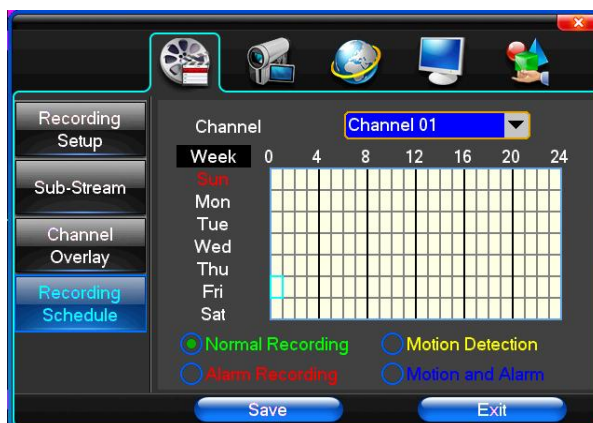 Recording
Setup
Sub-Stream
Channel
Overlay
Recording
Schedule
Channel Channel 01
Week 0 4 8 12 16 20 24
Sun
Mon
Tue
Wed
Thu
Fri
Sat
Normal Recording Motion Detection
Alarm Recording Motion and Alarm
Save Exit